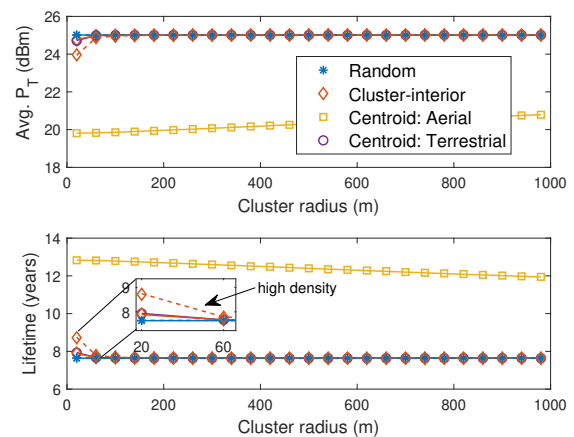 26
24
22
20
18
Avg. P_T (dBm)
Random
Cluster-interior
Centroid: Aerial
Centroid: Terrestrial
0 200 400 600 800 1000
Cluster radius (m)
14
12
10
8
6
Lifetime (years)
9
8
20 60
high density
0 200 400 600 800 1000
Cluster radius (m)